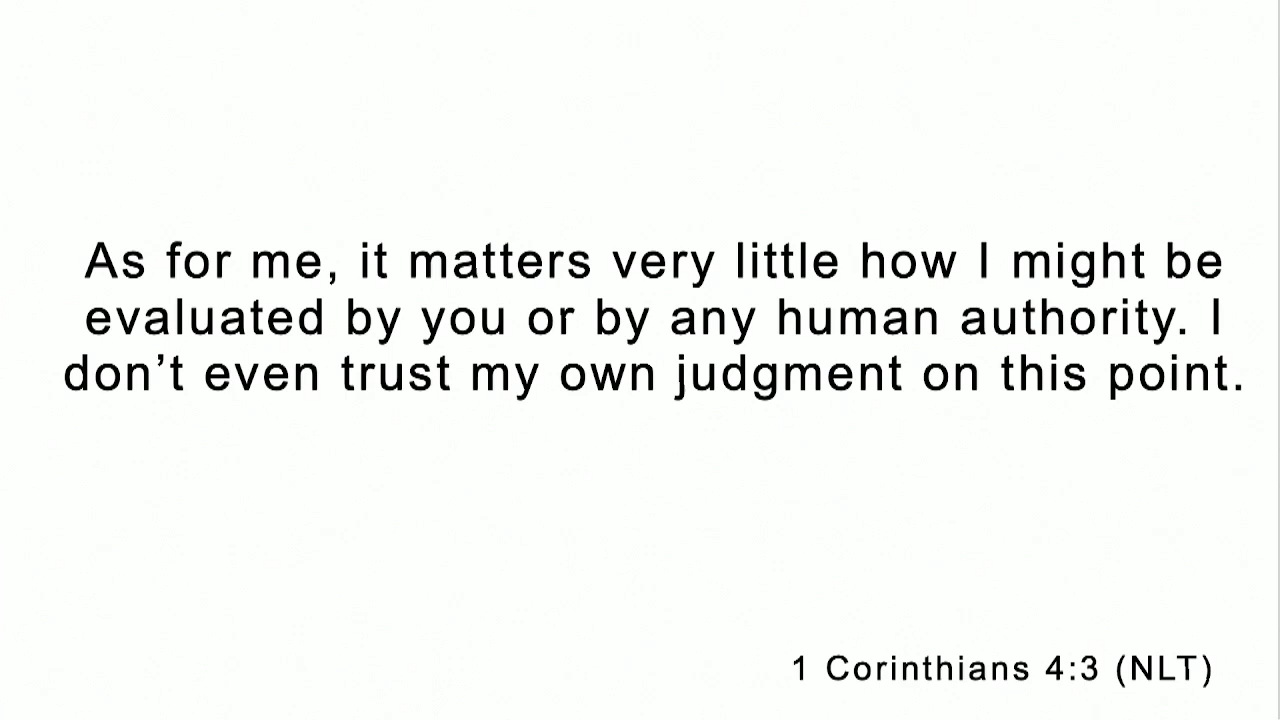 As for me, it matters very little how I might be
evaluated by you or by any human authority. I
don’t even trust my own judgment on this point.
1 Corinthians 4:3 (NLT)